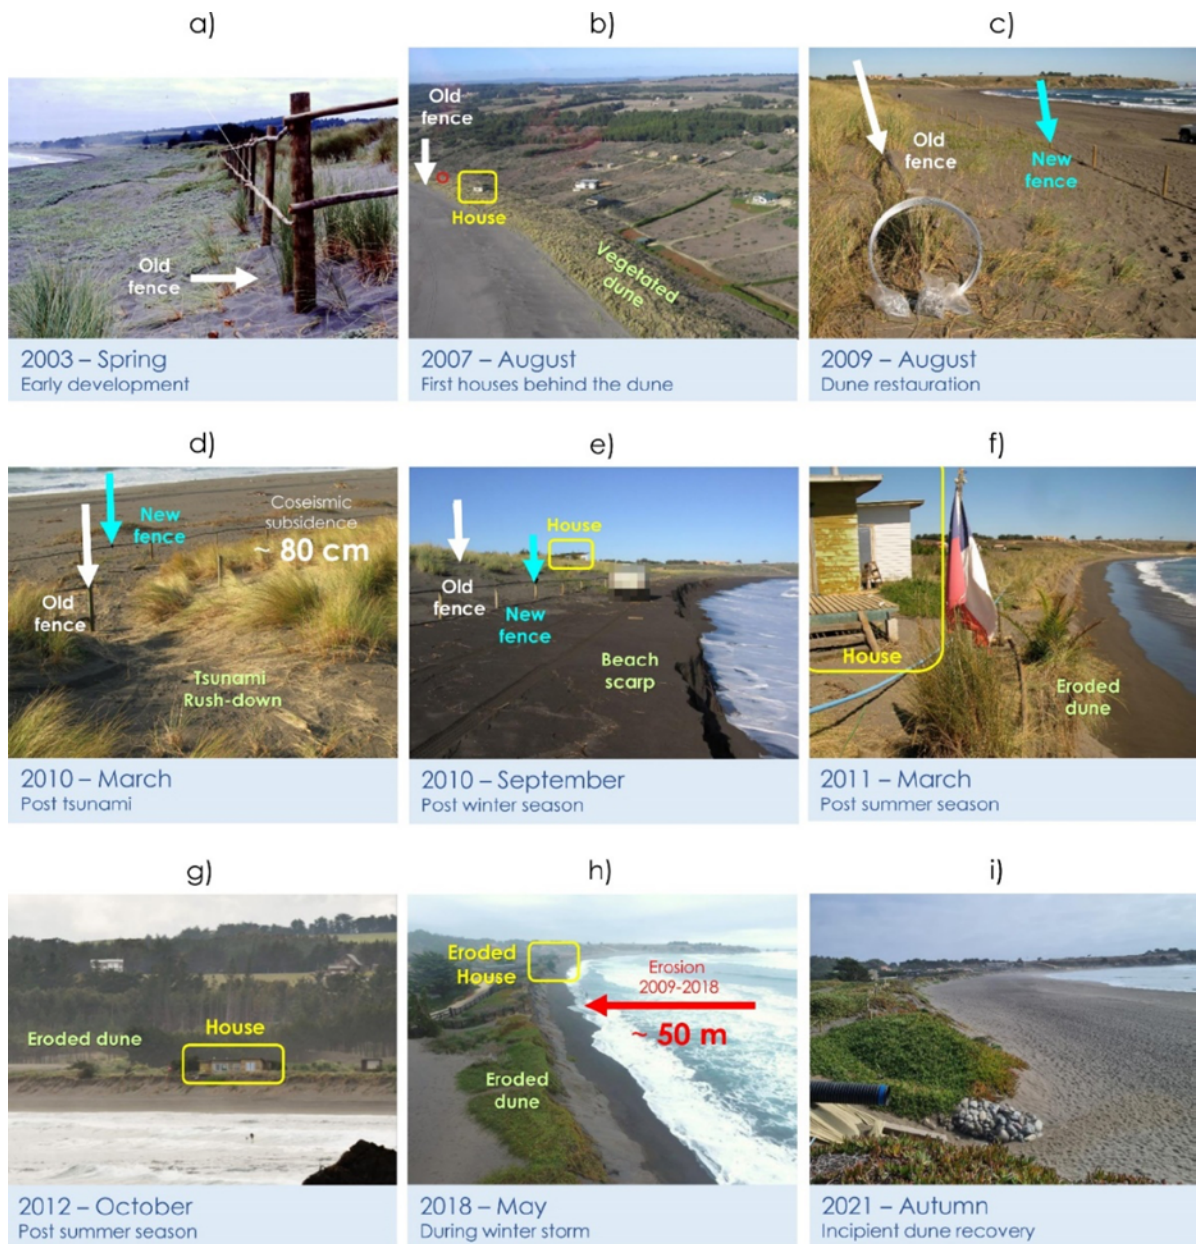 a)
b)
c)
Old
fence
2003 – Spring
Early development
Old
fence
House
Vegetated
dune
2007 – August
First houses behind the dune
Old
fence
New
fence
2009 – August
Dune restauration
d)
e)
f)
New
fence
Coseismic
subsidence
~ 80 cm
Old
fence
Tsunami
Rush-down
2010 – March
Post tsunami
House
Old
fence
New
fence
Beach
scarp
2010 – September
Post winter season
House
Eroded
dune
2011 – March
Post summer season
g)
h)
i)
Eroded dune
House
2012 – October
Post summer season
Eroded
House
Erosion
2009-2018
~ 50 m
Eroded
dune
2018 – May
During winter storm
2021 – Autumn
Incipient dune recovery